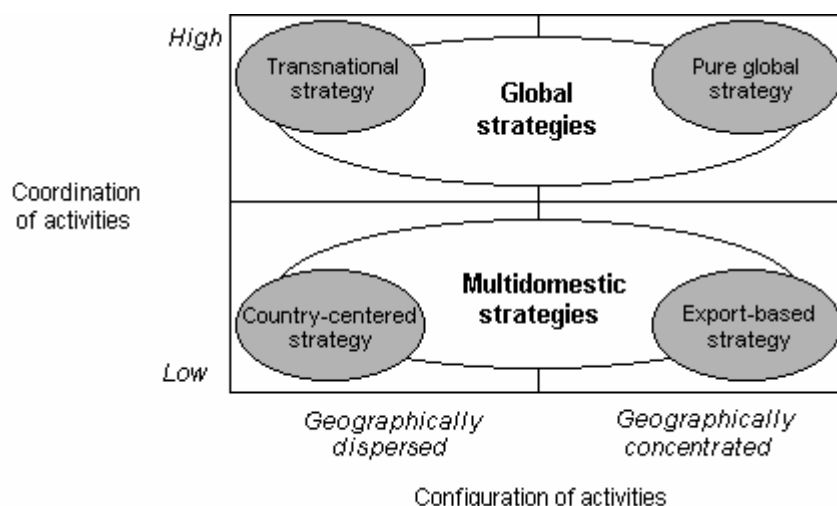 High
Transnational
strategy
Global
strategies
Pure global
strategy
Coordination
of activities
Country-centered
strategy
Multidomestic
strategies
Export-based
strategy
Low
Geographically
dispersed
Geographically
concentrated
Configuration of activities